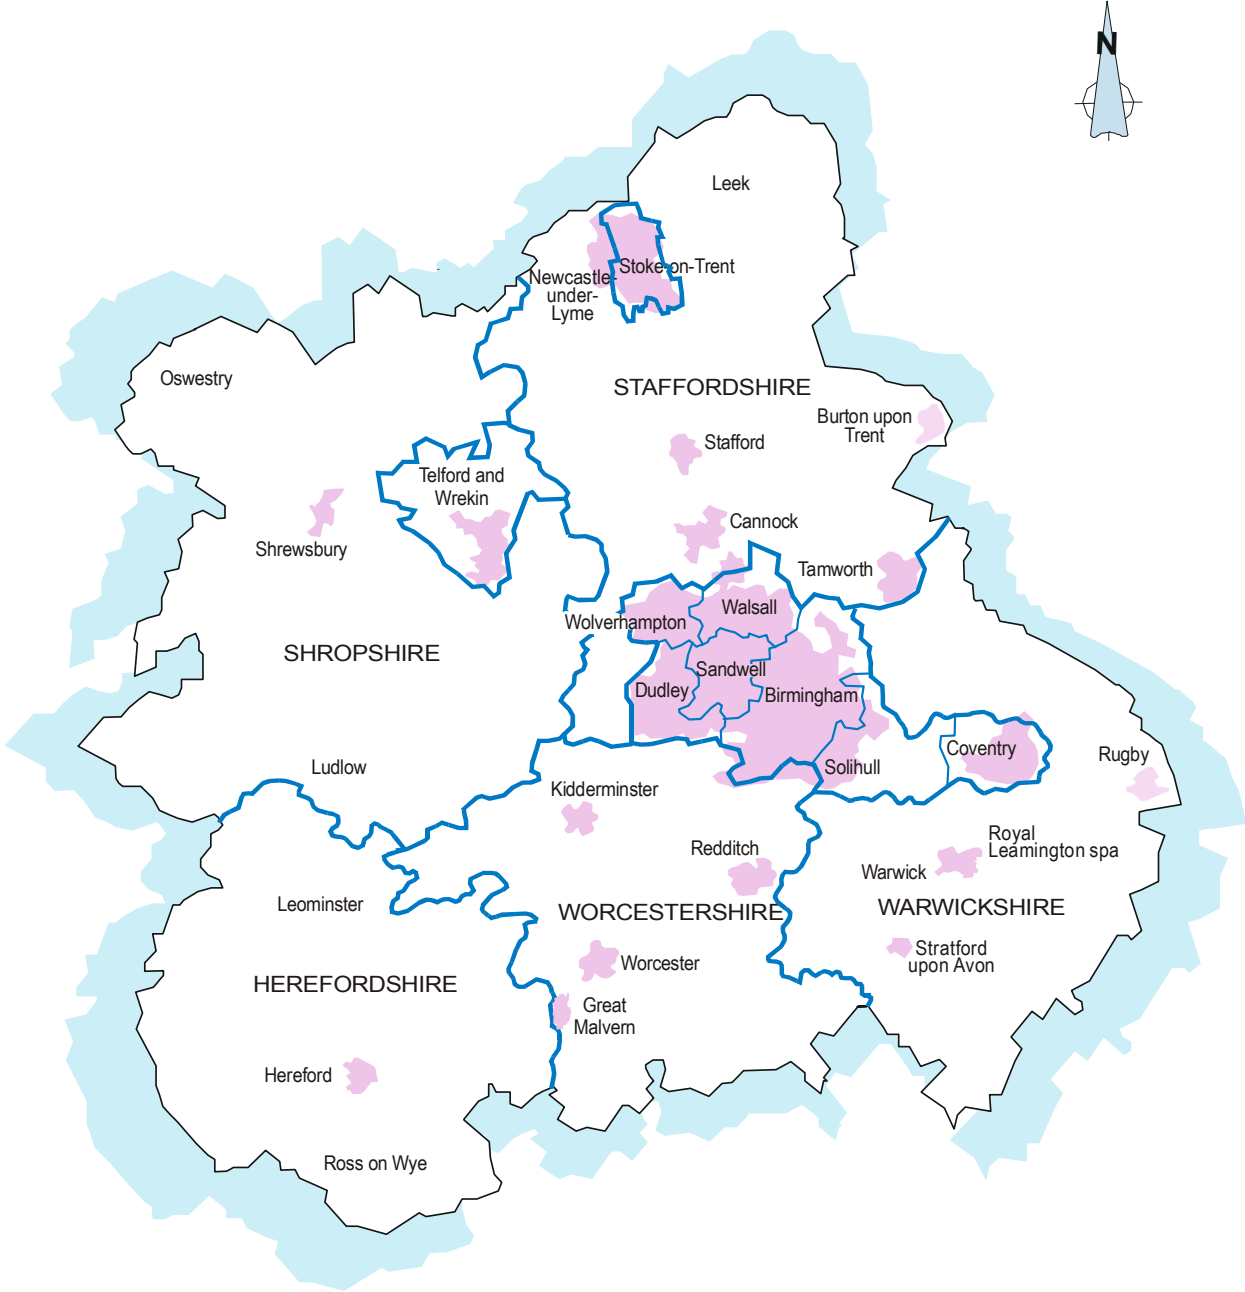 N
Leek
Stoke-on-Trent
Newcastle-
under-
Lyme
Oswestry
STAFFORDSHIRE
Burton upon
Trent
Stafford
Telford and
Wrekin
Cannock
Shrewsbury
Tamworth
Walsall
Wolverhampton
SHROPSHIRE
Sandwell
Dudley
Birmingham
Coventry
Rugby
Solihull
Ludlow
Kidderminster
Royal
Leamington spa
Redditch
Warwick
Leominster
WORCESTERSHIRE
WARWICKSHIRE
Stratford
upon Avon
Worcester
HEREFORDSHIRE
Great
Malvern
Hereford
Ross on Wye